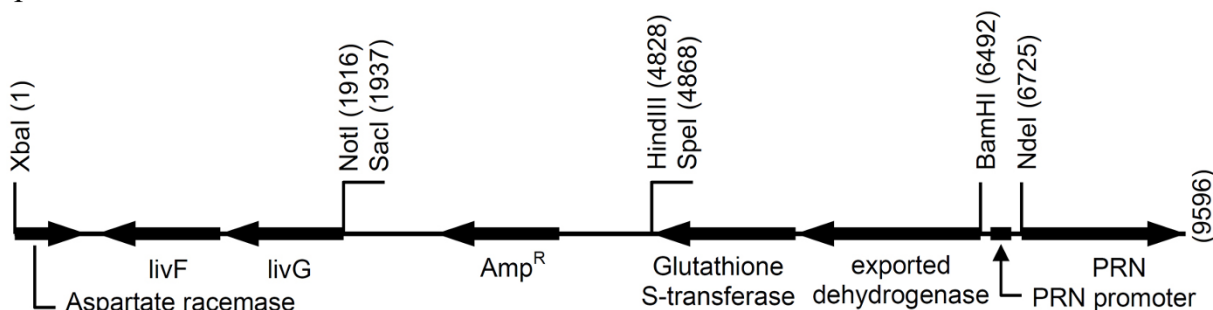 XbaI (1)
NotI (1916)
SacI (1937)
HindIII (4828)
SpeI (4868)
BamHI (6492)
NdeI (6725)
(9596)
livF
livG
Amp^R
Glutathione
S-transferase
exported
dehydrogenase
PRN
PRN promoter
Aspartate racemase